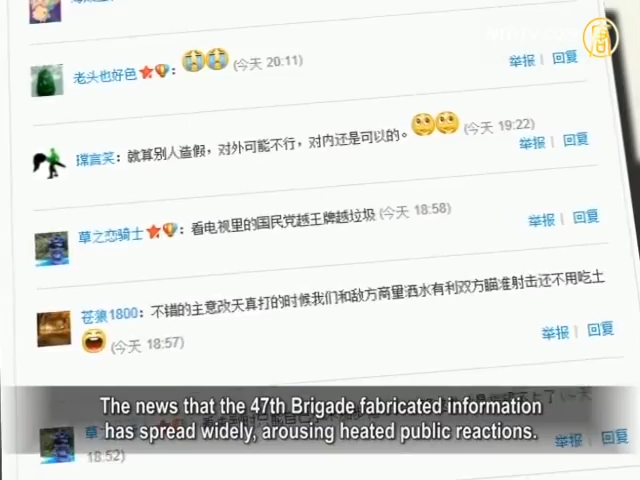 NTDTV.com
老头也好色：(今天 20:11)
举报 | 回复
瑸言笑：就算别人造假，对外可能不行，对内还是可以的。(今天 19:22)
举报 | 回复
草之恋骑士：看电视里的国民党越王牌越垃圾 (今天 18:58)
举报 | 回复
苍狼1800：不错的主意改天真打的时候我们和敌方商里洒水有利双方瞄准射击还不用吃土
(今天 18:57)
举报 | 回复
The news that the 47th Brigade fabricated information
has spread widely, arousing heated public reactions.
18:52)
举报 | 回复